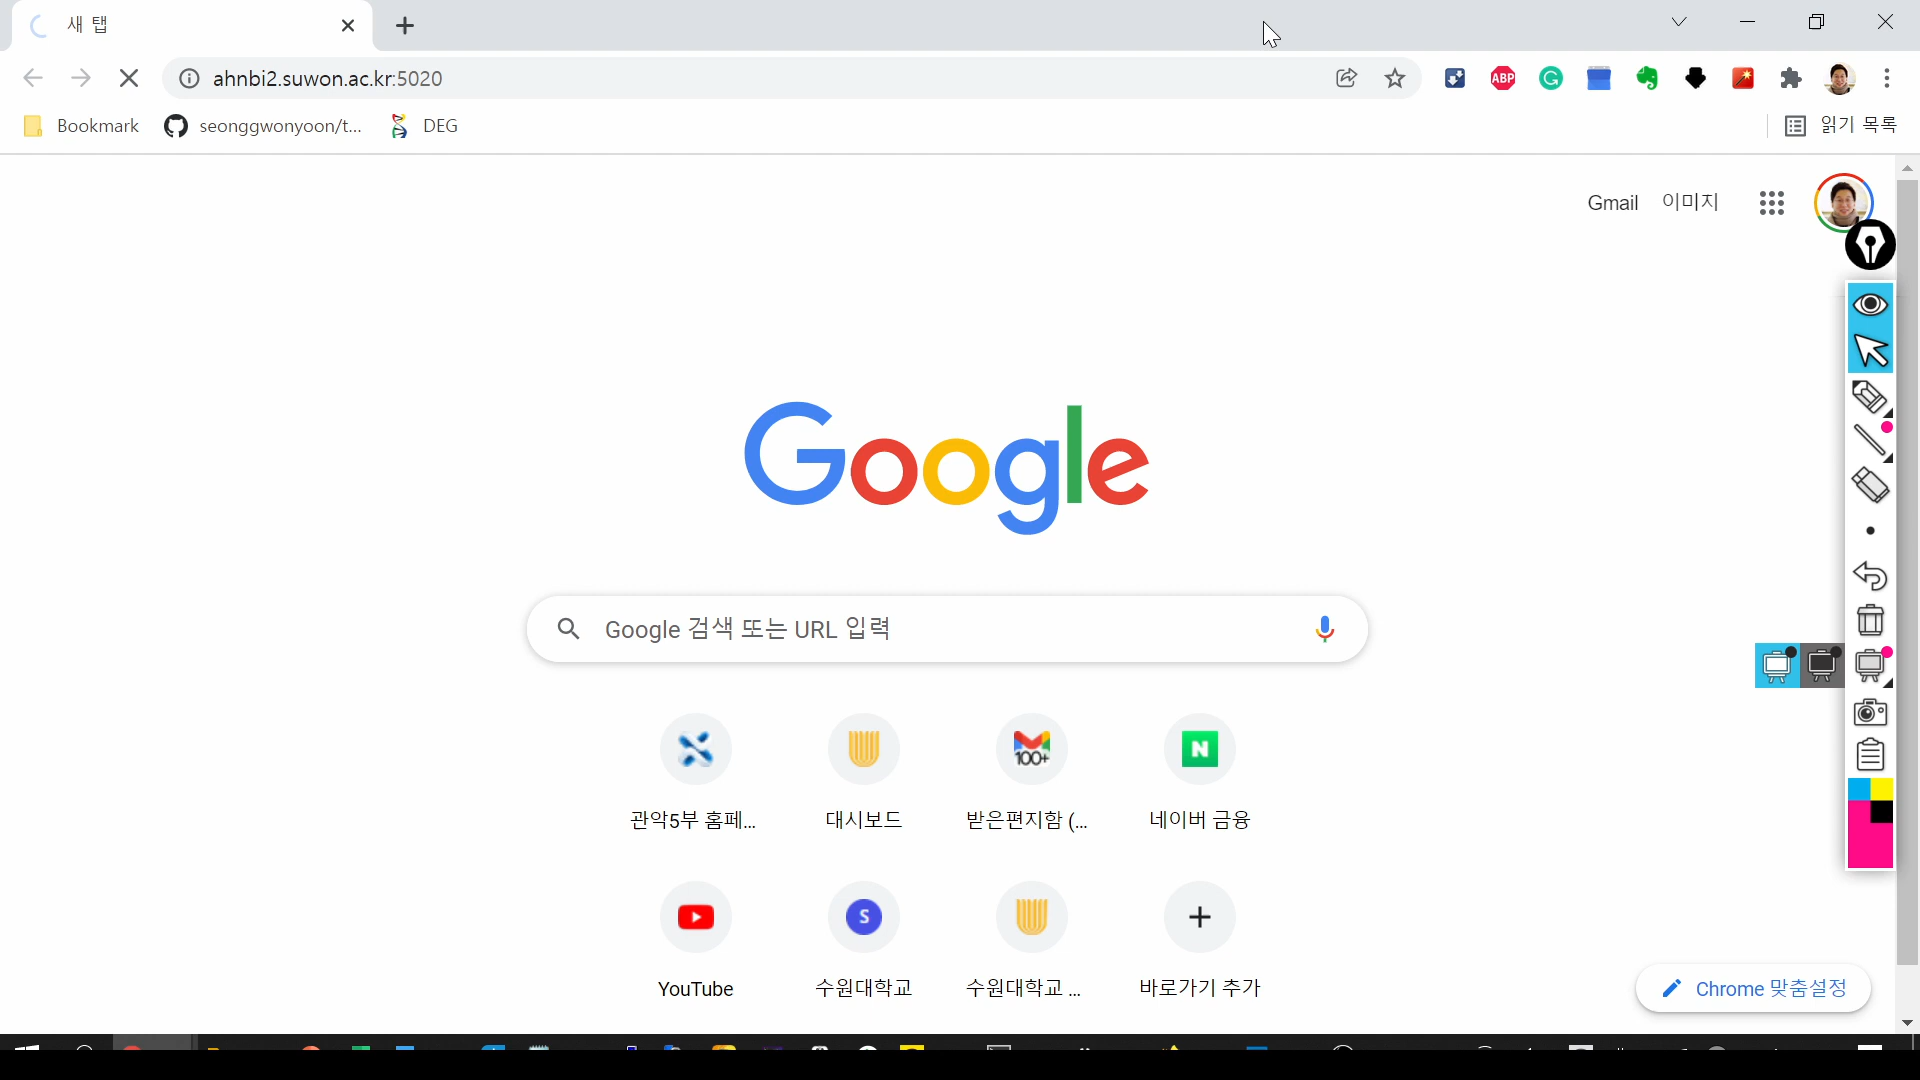 새 탭
ahnbi2.suwon.ac.kr:5020
ABP
Bookmark
seonggwonyoon/t...
DEG
읽기 목록
Gmail
이미지
Google
Google 검색 또는 URL 입력
100+
N
관악5부 홈페...
대시보드
받은편지함 (...
네이버 금융
S
YouTube
수원대학교
수원대학교 ...
바로가기 추가
Chrome 맞춤설정